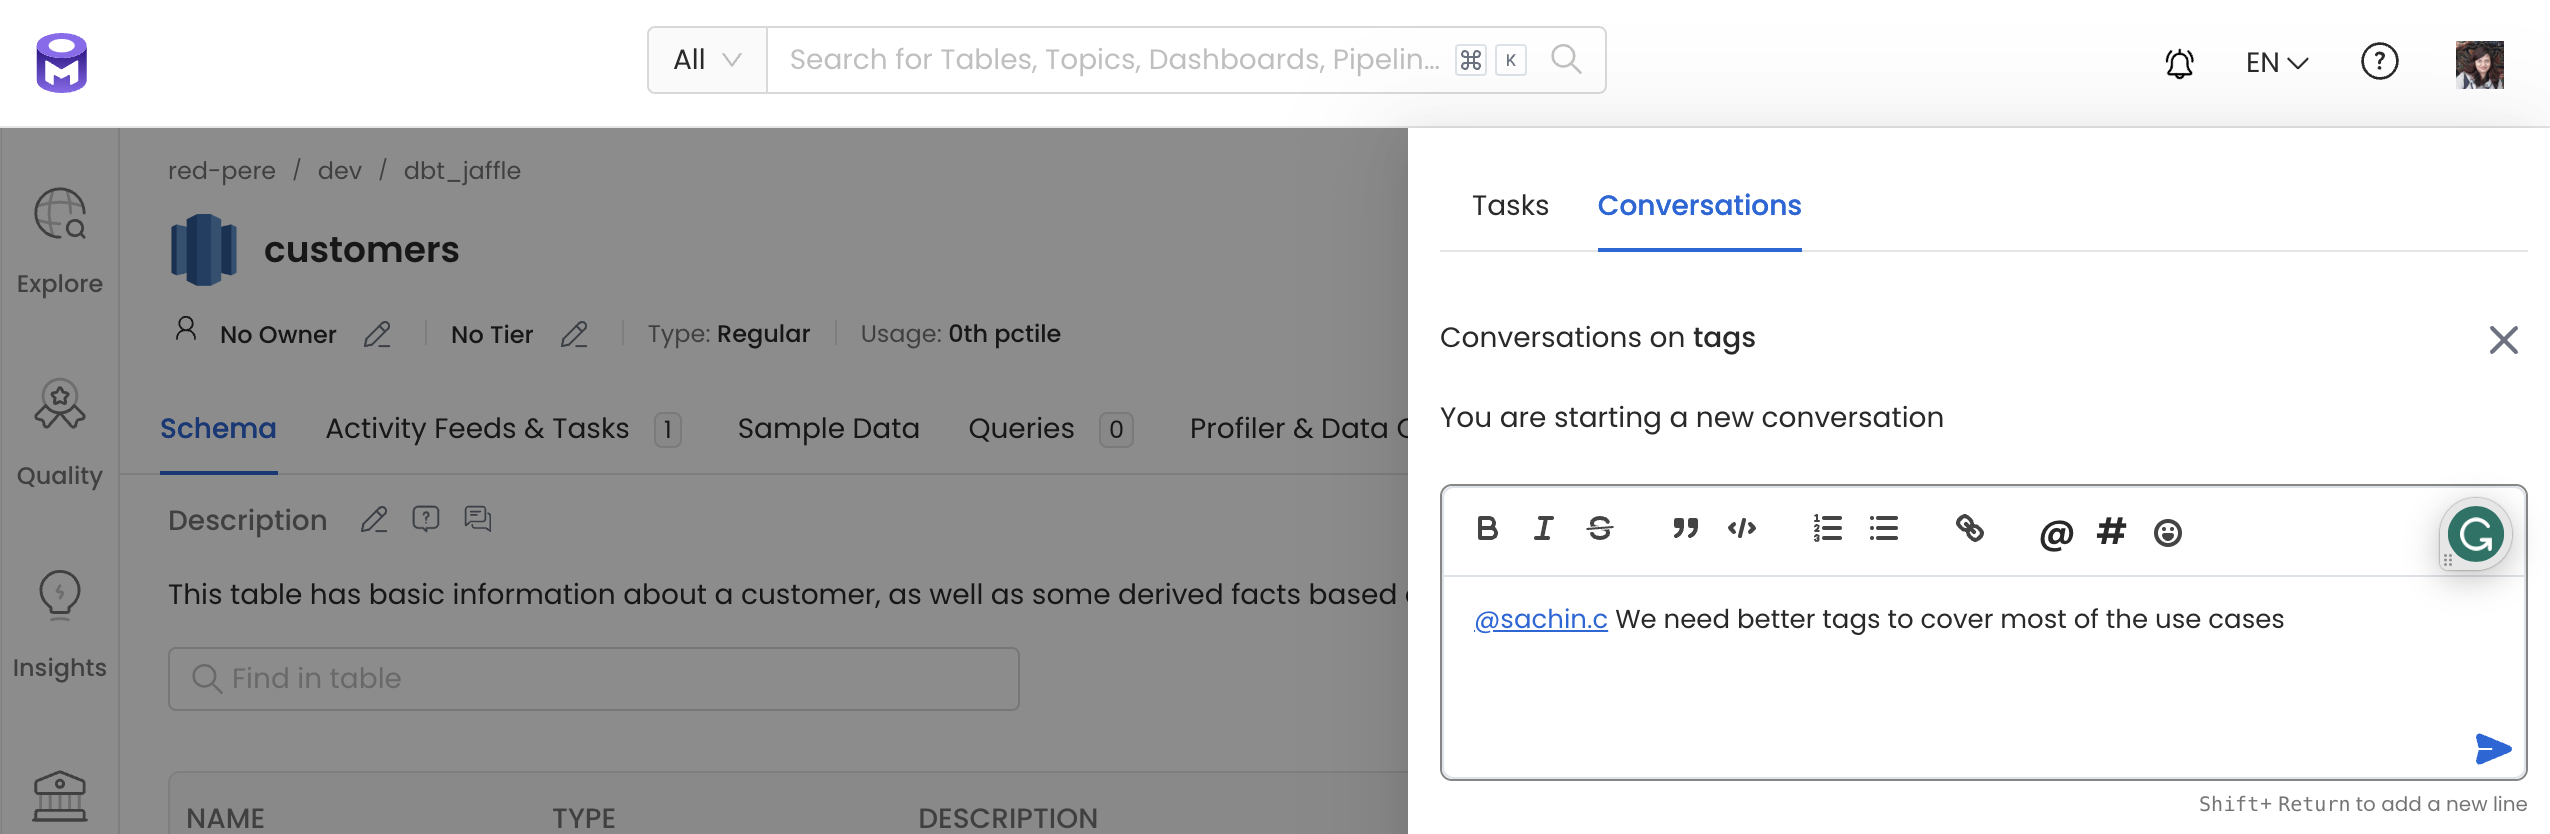 All
Search for Tables, Topics, Dashboards, Pipelin... ⌘ K
EN
?
red-pere / dev / dbt_jaffle
customers
No Owner
No Tier
Type: Regular
Usage: 0th pctile
Schema
Activity Feeds & Tasks 1
Sample Data
Queries 0
Profiler & Data
Description
This table has basic information about a customer, as well as some derived facts based
Find in table
NAME
TYPE
DESCRIPTION
Explore
Quality
Insights
Tasks
Conversations
Conversations on tags
You are starting a new conversation
@sachin.c We need better tags to cover most of the use cases
Shift+ Return to add a new line